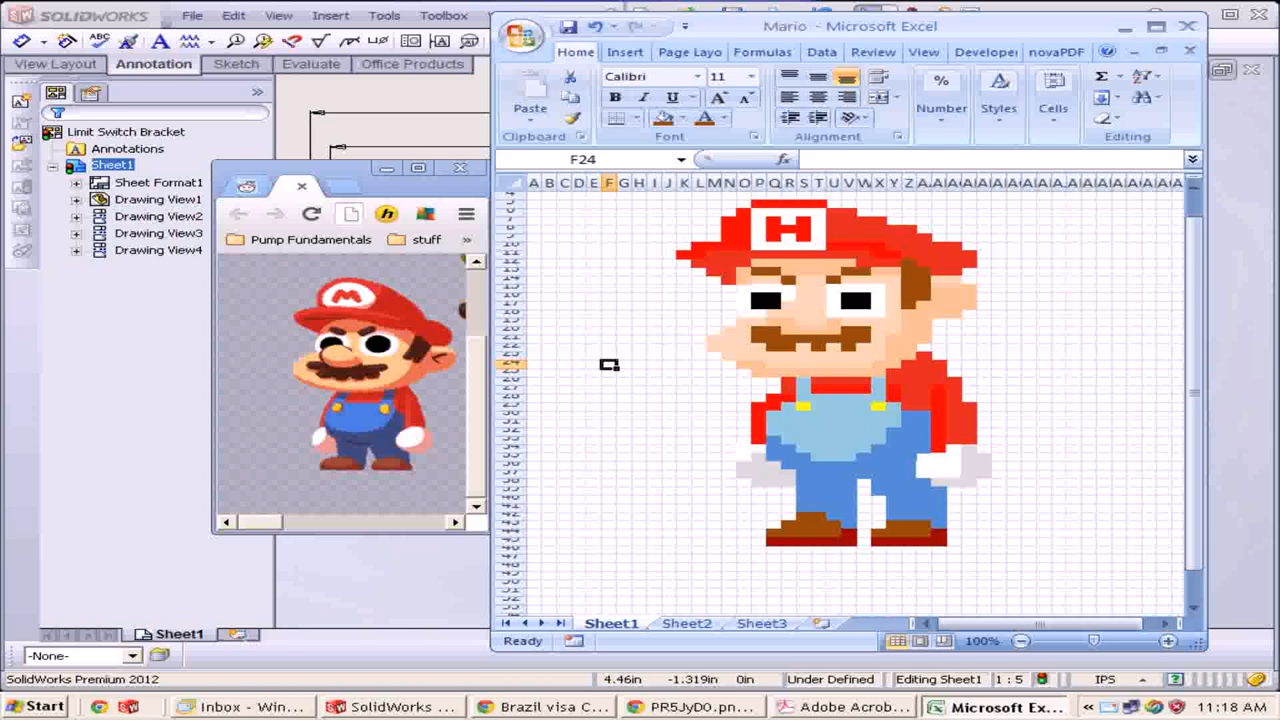 SOLIDWORKS File Edit View Insert Tools Toolbox
View Layout Annotation Sketch Evaluate Office Products
Limit Switch Bracket
Annotations
Sheet1
Sheet Format1
Drawing View1
Drawing View2
Drawing View3
Drawing View4
Pump Fundamentals stuff »
M
Mario - Microsoft Excel
Home Insert Page Layo Formulas Data Review View Developer novaPDF
Calibri 11
Paste
B I U A A
Number Styles Cells
Clipboard Font Alignment Editing
F24 fx
A B C D E F G H I J K L M N O P Q R S T U V W X Y Z
Sheet1 Sheet2 Sheet3
Ready 100%
Sheet1
-None-
SolidWorks Premium 2012 4.46in -1.319in 0in Under Defined Editing Sheet1 1 : 5 IPS
Start Inbox - Win... SolidWorks ... Brazil visa C... PR5JyD0.pn... Adobe Acrob... Microsoft Ex... « 11:18 AM